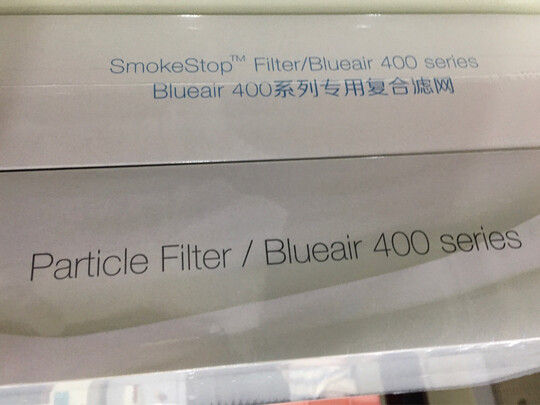 SmokeStop™ Filter/Blueair 400 series
Blueair 400系列专用复合滤网
Particle Filter / Blueair 400 series